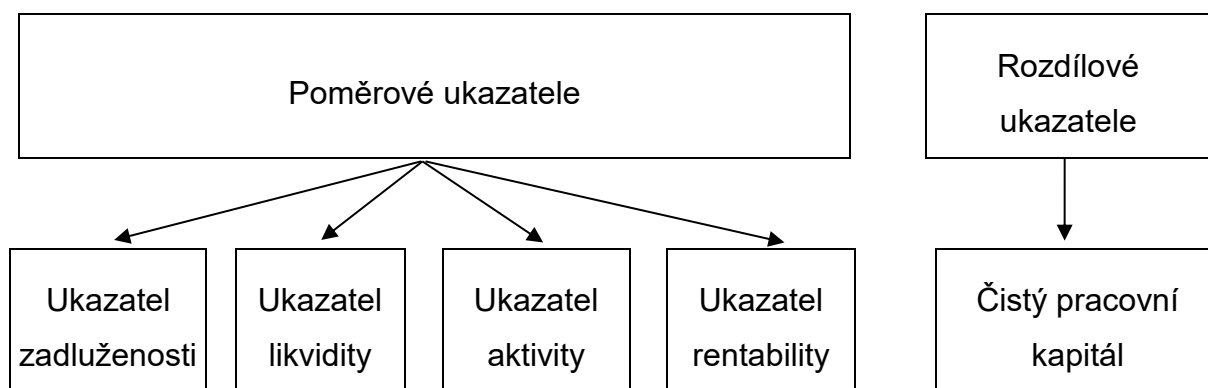 Poměrové ukazatele
Rozdílové
ukazatele
Ukazatel
zadluženosti
Ukazatel
likvidity
Ukazatel
aktivity
Ukazatel
rentability
Čistý pracovní
kapitál